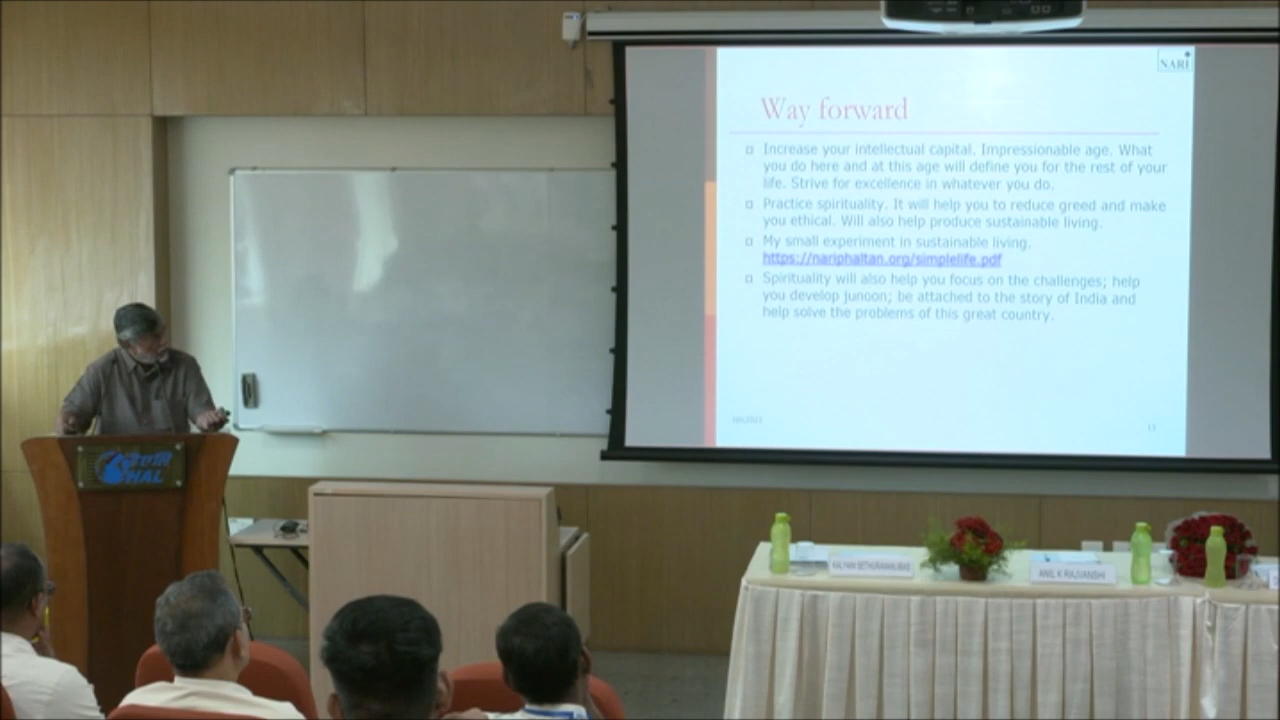 NARI
Way forward
Increase your intellectual capital. Impressionable age. What
you do here and at this age will define you for the rest of your
life. Strive for excellence in whatever you do.
Practice spirituality. It will help you to reduce greed and make
you ethical. Will also help produce sustainable living.
My small experiment in sustainable living.
https://nariphaltan.org/simplelife.pdf
Spirituality will also help you focus on the challenges; help
you develop junoon; be attached to the story of India and
help solve the problems of this great country.
HAL
ANIL K RAJVANSHI